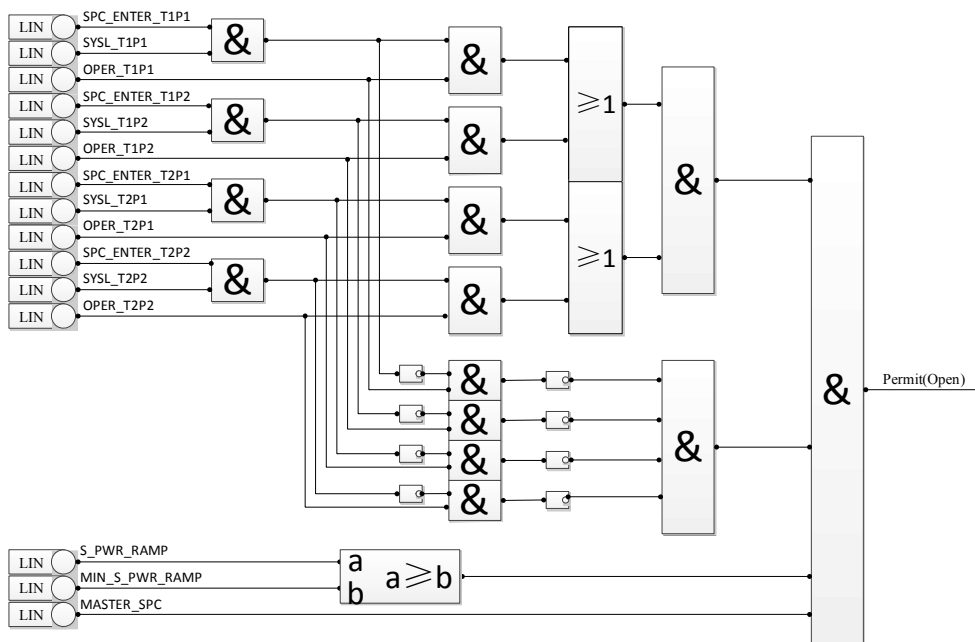 LIN SPC_ENTER_T1P1
LIN SYSL_T1P1
LIN OPER_T1P1
LIN SPC_ENTER_T1P2
LIN SYSL_T1P2
LIN OPER_T1P2
LIN SPC_ENTER_T2P1
LIN SYSL_T2P1
LIN OPER_T2P1
LIN SPC_ENTER_T2P2
LIN SYSL_T2P2
LIN OPER_T2P2
&
&
&
&
&
&
&
&
⩾1
⩾1
&
&
&
&
&
&
&
Permit(Open)
LIN S_PWR_RAMP
LIN MIN_S_PWR_RAMP
LIN MASTER_SPC
a
b a⩾b